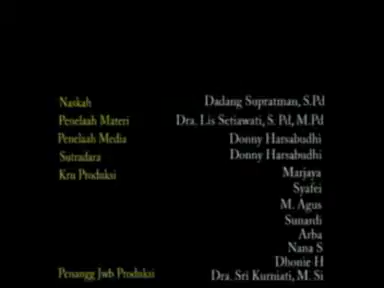 Naskah Dadang Supratman, S.Pd
Penelaah Materi Dra. Lis Setiawati, S. Pd, M.Pd
Penelaah Media Donny Harsabudhi
Sutradara Donny Harsabudhi
Kru Produksi Marjaya
Syafei
M. Agus
Sunardi
Arba
Nana S
Dhonie H
Penangg Jwb Produksi Dra. Sri Kurniati, M. Si